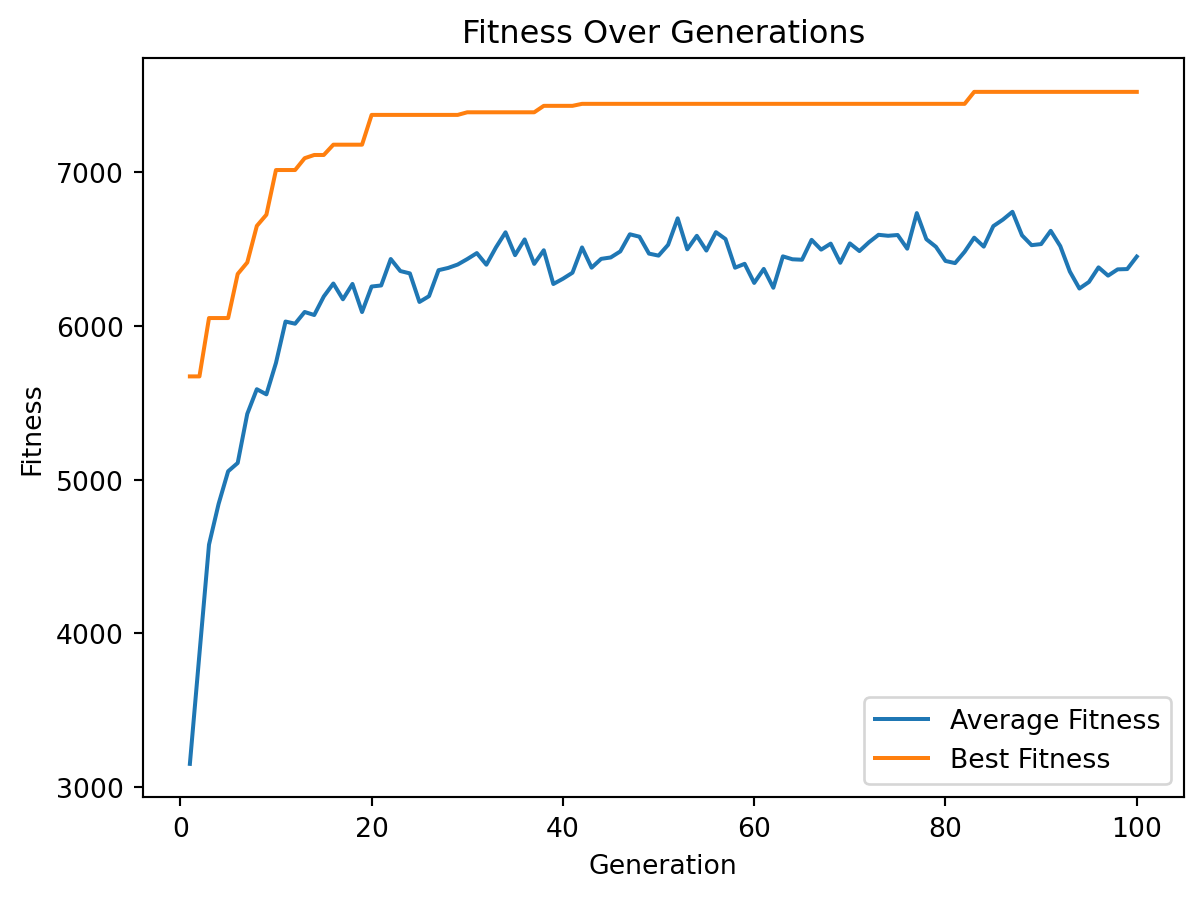 Fitness Over Generations
Fitness
7000
6000
5000
4000
3000
0 20 40 60 80 100
Generation
Average Fitness
Best Fitness